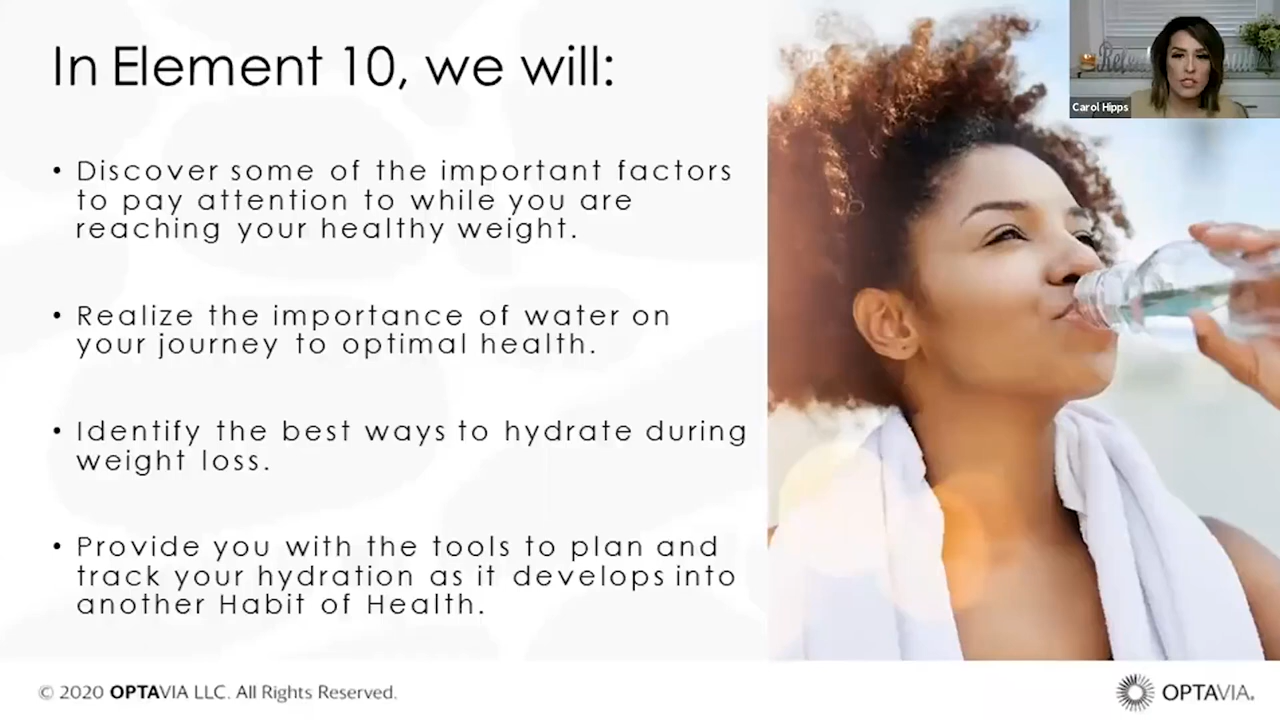 In Element 10, we will:
• Discover some of the important factors
to pay attention to while you are
reaching your healthy weight.
• Realize the importance of water on
your journey to optimal health.
• Identify the best ways to hydrate during
weight loss.
• Provide you with the tools to plan and
track your hydration as it develops into
another Habit of Health.
Carol Hipps
© 2020 OPTAVIA LLC. All Rights Reserved.
OPTAVIA.